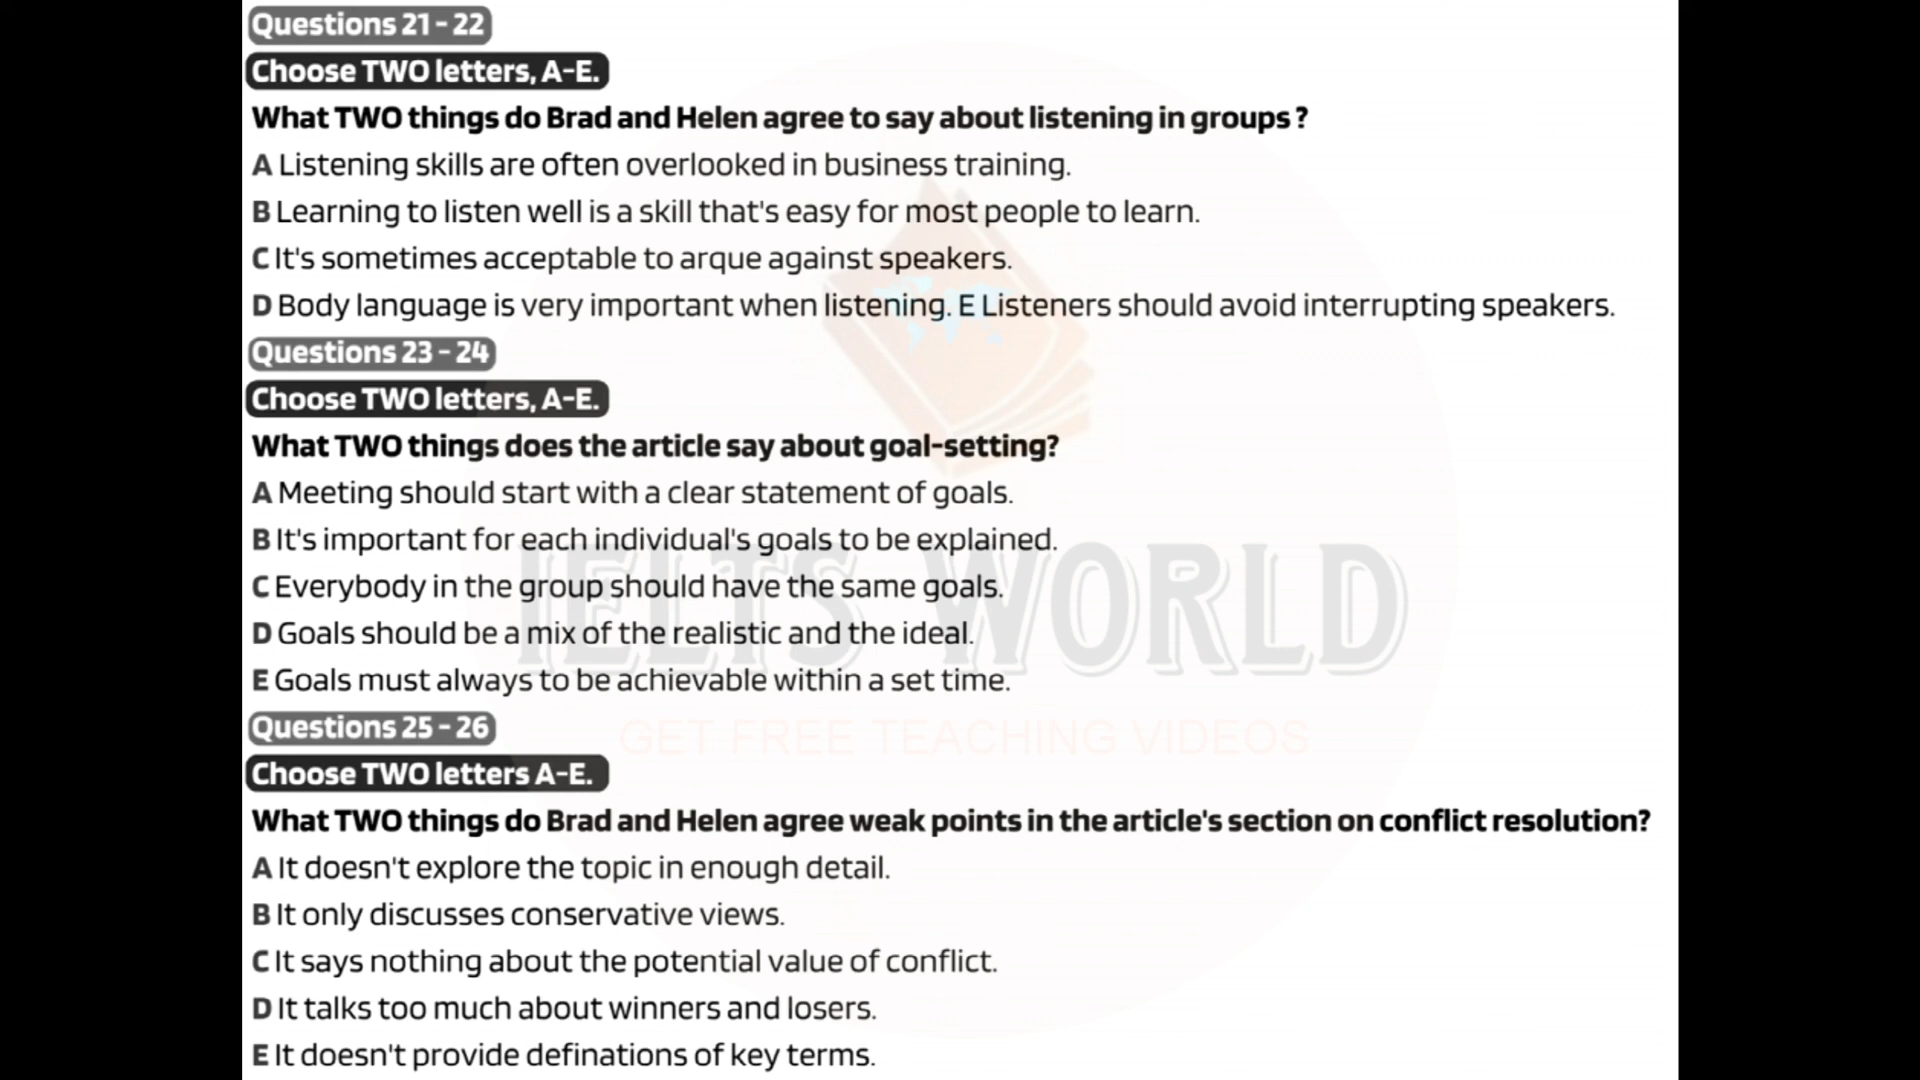 Questions 21 - 22
Choose TWO letters, A-E.
What TWO things do Brad and Helen agree to say about listening in groups ?
A Listening skills are often overlooked in business training.
B Learning to listen well is a skill that's easy for most people to learn.
C It's sometimes acceptable to arque against speakers.
D Body language is very important when listening. E Listeners should avoid interrupting speakers.
Questions 23 - 24
Choose TWO letters, A-E.
What TWO things does the article say about goal-setting?
A Meeting should start with a clear statement of goals.
B It's important for each individual's goals to be explained.
C Everybody in the group should have the same goals.
D Goals should be a mix of the realistic and the ideal.
E Goals must always to be achievable within a set time.
IELTS WORLD
GET FREE TEACHING VIDEOS
Questions 25 - 26
Choose TWO letters A-E.
What TWO things do Brad and Helen agree weak points in the article's section on conflict resolution?
A It doesn't explore the topic in enough detail.
B It only discusses conservative views.
C It says nothing about the potential value of conflict.
D It talks too much about winners and losers.
E It doesn't provide definations of key terms.